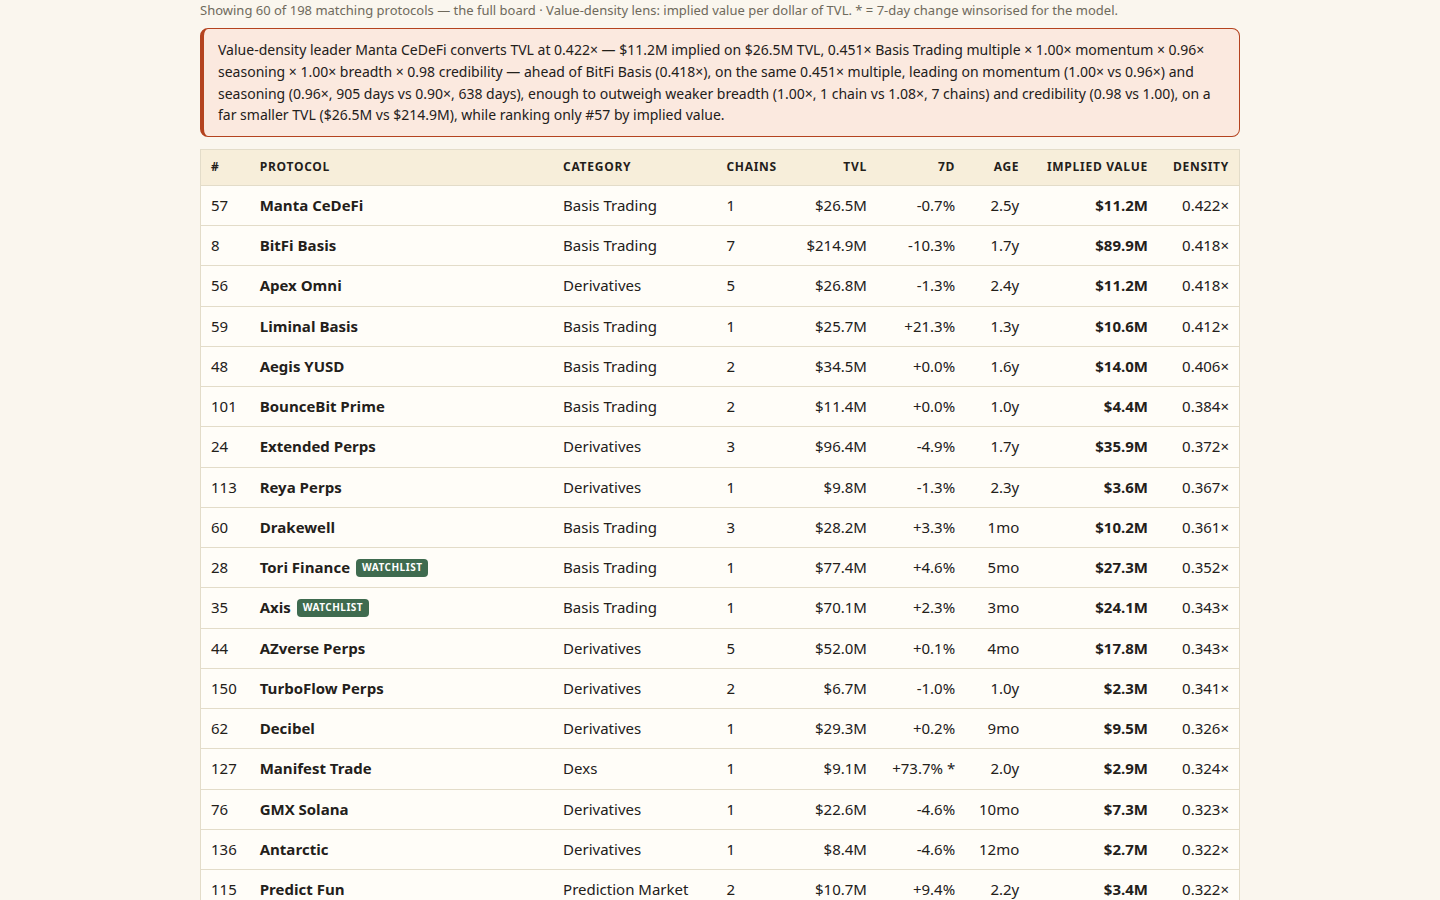 Showing 60 of 198 matching protocols — the full board · Value-density lens: implied value per dollar of TVL. * = 7-day change winsorised for the model.
Value-density leader Manta CeDeFi converts TVL at 0.422× — $11.2M implied on $26.5M TVL, 0.451× Basis Trading multiple × 1.00× momentum × 0.96×
seasoning × 1.00× breadth × 0.98 credibility — ahead of BitFi Basis (0.418×), on the same 0.451× multiple, leading on momentum (1.00× vs 0.96×) and
seasoning (0.96×, 905 days vs 0.90×, 638 days), enough to outweigh weaker breadth (1.00×, 1 chain vs 1.08×, 7 chains) and credibility (0.98 vs 1.00), on a
far smaller TVL ($26.5M vs $214.9M), while ranking only #57 by implied value.
# PROTOCOL CATEGORY CHAINS TVL 7D AGE IMPLIED VALUE DENSITY
57 Manta CeDeFi Basis Trading 1 $26.5M -0.7% 2.5y $11.2M 0.422×
8 BitFi Basis Basis Trading 7 $214.9M -10.3% 1.7y $89.9M 0.418×
56 Apex Omni Derivatives 5 $26.8M -1.3% 2.4y $11.2M 0.418×
59 Liminal Basis Basis Trading 1 $25.7M +21.3% 1.3y $10.6M 0.412×
48 Aegis YUSD Basis Trading 2 $34.5M +0.0% 1.6y $14.0M 0.406×
101 BounceBit Prime Basis Trading 2 $11.4M +0.0% 1.0y $4.4M 0.384×
24 Extended Perps Derivatives 3 $96.4M -4.9% 1.7y $35.9M 0.372×
113 Reya Perps Derivatives 1 $9.8M -1.3% 2.3y $3.6M 0.367×
60 Drakewell Basis Trading 3 $28.2M +3.3% 1mo $10.2M 0.361×
28 Tori Finance WATCHLIST Basis Trading 1 $77.4M +4.6% 5mo $27.3M 0.352×
35 Axis WATCHLIST Basis Trading 1 $70.1M +2.3% 3mo $24.1M 0.343×
44 AZverse Perps Derivatives 5 $52.0M +0.1% 4mo $17.8M 0.343×
150 TurboFlow Perps Derivatives 2 $6.7M -1.0% 1.0y $2.3M 0.341×
62 Decibel Derivatives 1 $29.3M +0.2% 9mo $9.5M 0.326×
127 Manifest Trade Dexs 1 $9.1M +73.7% * 2.0y $2.9M 0.324×
76 GMX Solana Derivatives 1 $22.6M -4.6% 10mo $7.3M 0.323×
136 Antarctic Derivatives 1 $8.4M -4.6% 12mo $2.7M 0.322×
115 Predict Fun Prediction Market 2 $10.7M +9.4% 2.2y $3.4M 0.322×